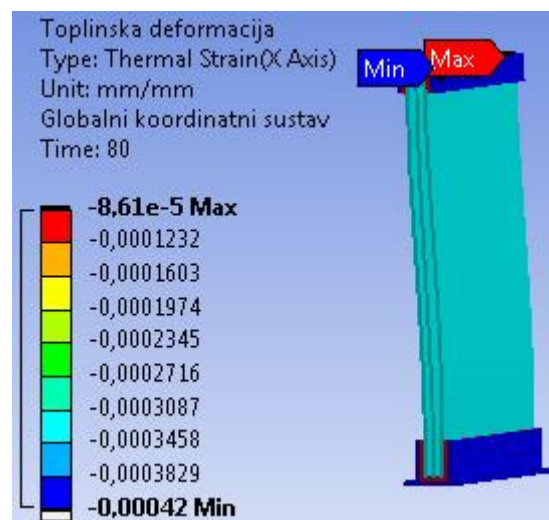 Toplinska deformacija
Type: Thermal Strain(X Axis)
Unit: mm/mm
Globalni koordinatni sustav
Time: 80
Min
Max
-8,61e-5 Max
-0,0001232
-0,0001603
-0,0001974
-0,0002345
-0,0002716
-0,0003087
-0,0003458
-0,0003829
-0,00042 Min